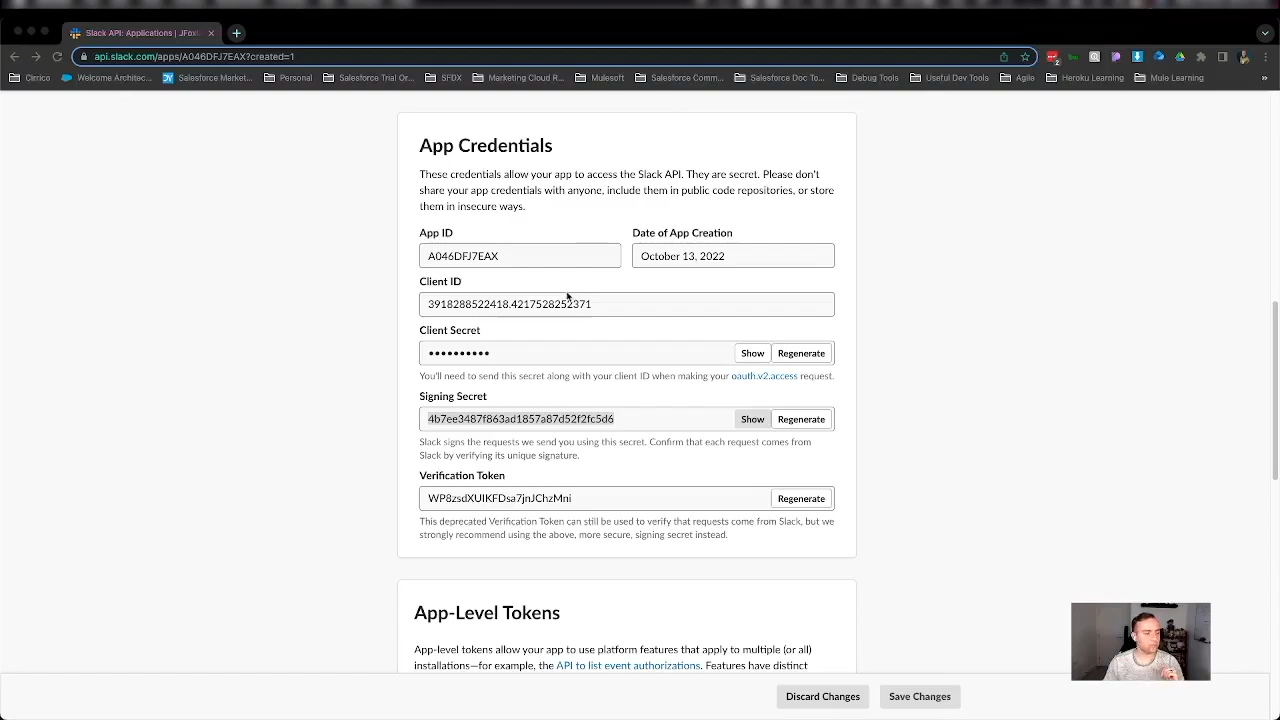 Slack API: Applications | JFox
api.slack.com/apps/A046DFJ7EAX?created=1
Cirrico
Welcome Architec...
Salesforce Market...
Personal
Salesforce Trial Or...
SFDX
Marketing Cloud R...
Mulesoft
Salesforce Comm...
Salesforce Doc To...
Debug Tools
Useful Dev Tools
Agile
Heroku Learning
Mule Learning
»
App Credentials
These credentials allow your app to access the Slack API. They are secret. Please don't
share your app credentials with anyone, include them in public code repositories, or store
them in insecure ways.
App ID
Date of App Creation
A046DFJ7EAX
October 13, 2022
Client ID
3918288522418.4217528252371
Client Secret
••••••••••
Show
Regenerate
You'll need to send this secret along with your client ID when making your oauth.v2.access request.
Signing Secret
4b7ee3487f863ad1857a87d52f2fc5d6
Show
Regenerate
Slack signs the requests we send you using this secret. Confirm that each request comes from
Slack by verifying its unique signature.
Verification Token
WP8zsdXUIKFDsa7jnJChzMni
Regenerate
This deprecated Verification Token can still be used to verify that requests come from Slack, but we
strongly recommend using the above, more secure, signing secret instead.
App-Level Tokens
App-level tokens allow your app to use platform features that apply to multiple (or all)
installations—for example, the API to list event authorizations. Features have distinct
Discard Changes
Save Changes